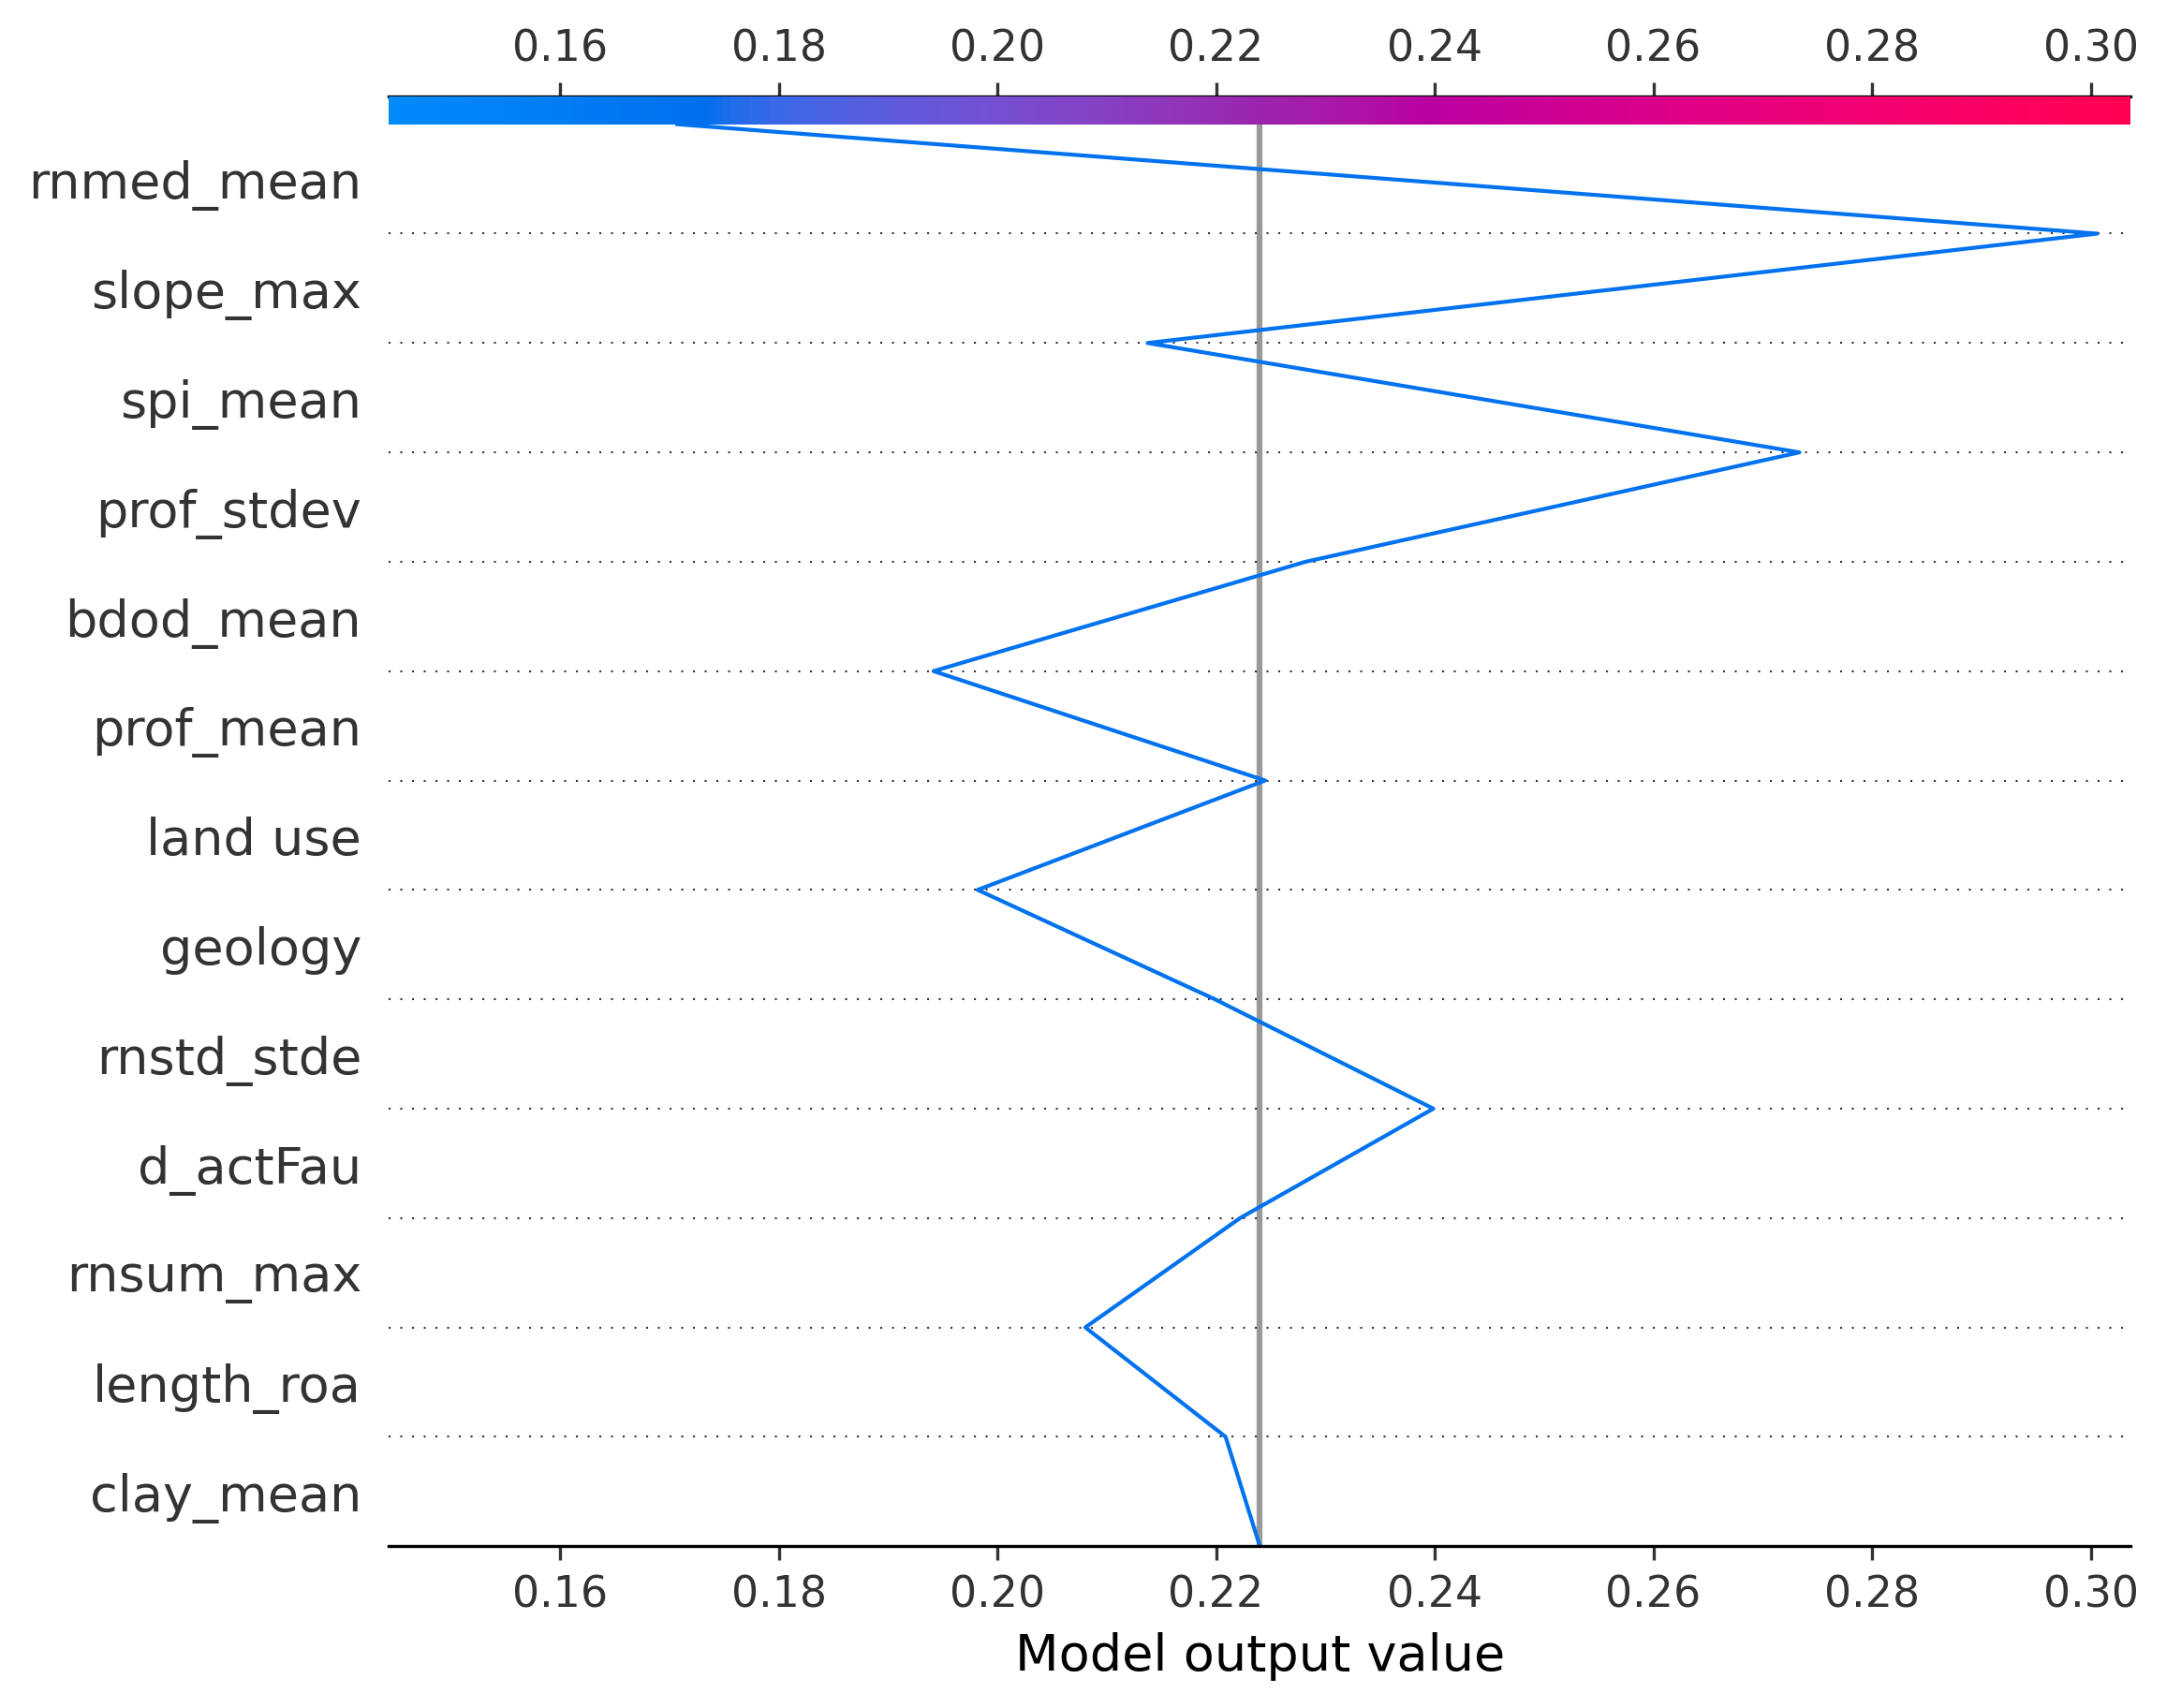 0.16 0.18 0.20 0.22 0.24 0.26 0.28 0.30
rnmed_mean
slope_max
spi_mean
prof_stdev
bdod_mean
prof_mean
land use
geology
rnstd_stde
d_actFau
rnsum_max
length_roa
clay_mean
0.16 0.18 0.20 0.22 0.24 0.26 0.28 0.30
Model output value